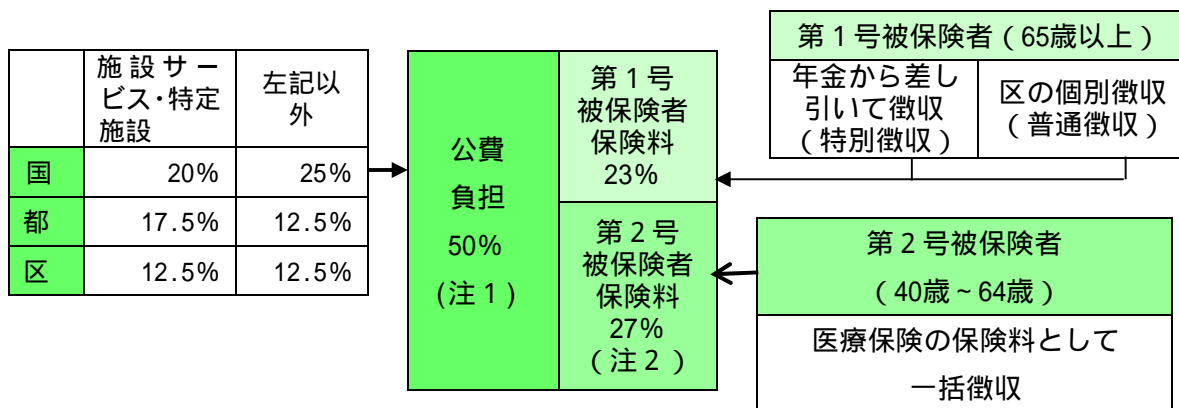 施設サー
ビス・特定
施設
左記以
外
国 20% 25%
都 17.5% 12.5%
区 12.5% 12.5%
公費
負担
50%
(注1)
第1号
被保険者
保険料
23%
第2号
被保険者
保険料
27%
(注2)
第1号被保険者(65歳以上)
年金から差し
引いて徴収
(特別徴収)
区の個別徴収
(普通徴収)
第2号被保険者
(40歳~64歳)
医療保険の保険料として
一括徴収